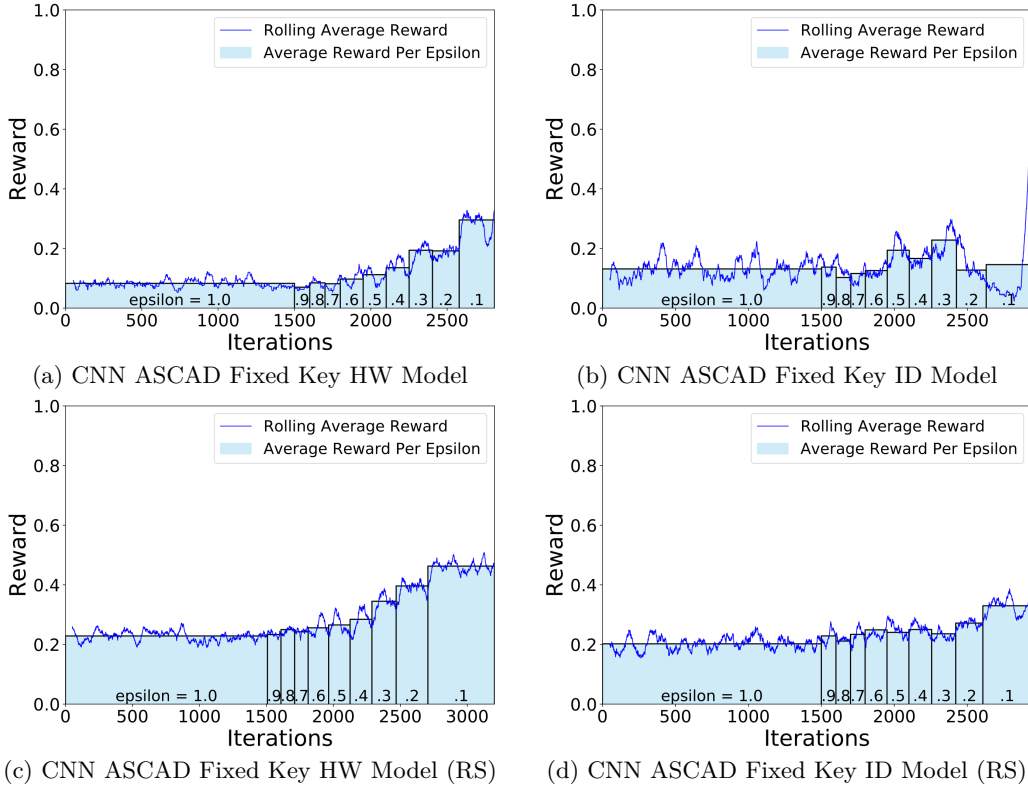 1.0
0.8
0.6
0.4
0.2
0.0
Reward
Rolling Average Reward
Average Reward Per Epsilon
epsilon = 1.0 .9 .8 .7 .6 .5 .4 .3 .2 .1
0 500 1000 1500 2000 2500
Iterations
(a) CNN ASCAD Fixed Key HW Model
1.0
0.8
0.6
0.4
0.2
0.0
Reward
Rolling Average Reward
Average Reward Per Epsilon
epsilon = 1.0 .9 .8 .7 .6 .5 .4 .3 .2 .1
0 500 1000 1500 2000 2500
Iterations
(b) CNN ASCAD Fixed Key ID Model
1.0
0.8
0.6
0.4
0.2
0.0
Reward
Rolling Average Reward
Average Reward Per Epsilon
epsilon = 1.0 .9 .8 .7 .6 .5 .4 .3 .2 .1
0 500 1000 1500 2000 2500 3000
Iterations
(c) CNN ASCAD Fixed Key HW Model (RS)
1.0
0.8
0.6
0.4
0.2
0.0
Reward
Rolling Average Reward
Average Reward Per Epsilon
epsilon = 1.0 .9 .8 .7 .6 .5 .4 .3 .2 .1
0 500 1000 1500 2000 2500
Iterations
(d) CNN ASCAD Fixed Key ID Model (RS)